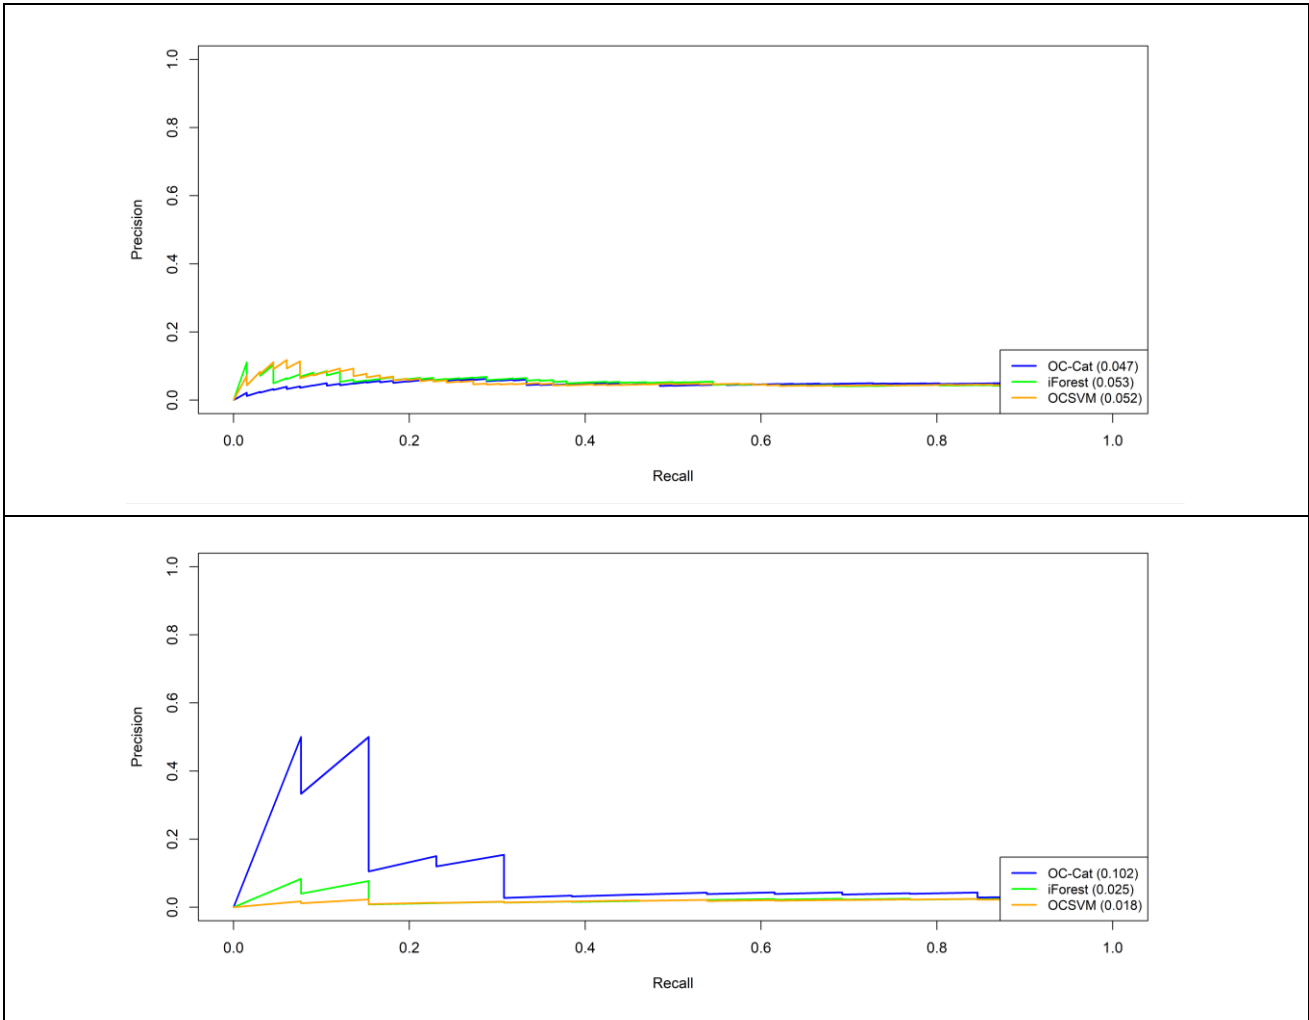 1.0
0.8
0.6
0.4
0.2
0.0
Precision
0.0 0.2 0.4 0.6 0.8 1.0
Recall
OC-Cat (0.047)
iForest (0.053)
OCSVM (0.052)
1.0
0.8
0.6
0.4
0.2
0.0
Precision
0.0 0.2 0.4 0.6 0.8 1.0
Recall
OC-Cat (0.102)
iForest (0.025)
OCSVM (0.018)